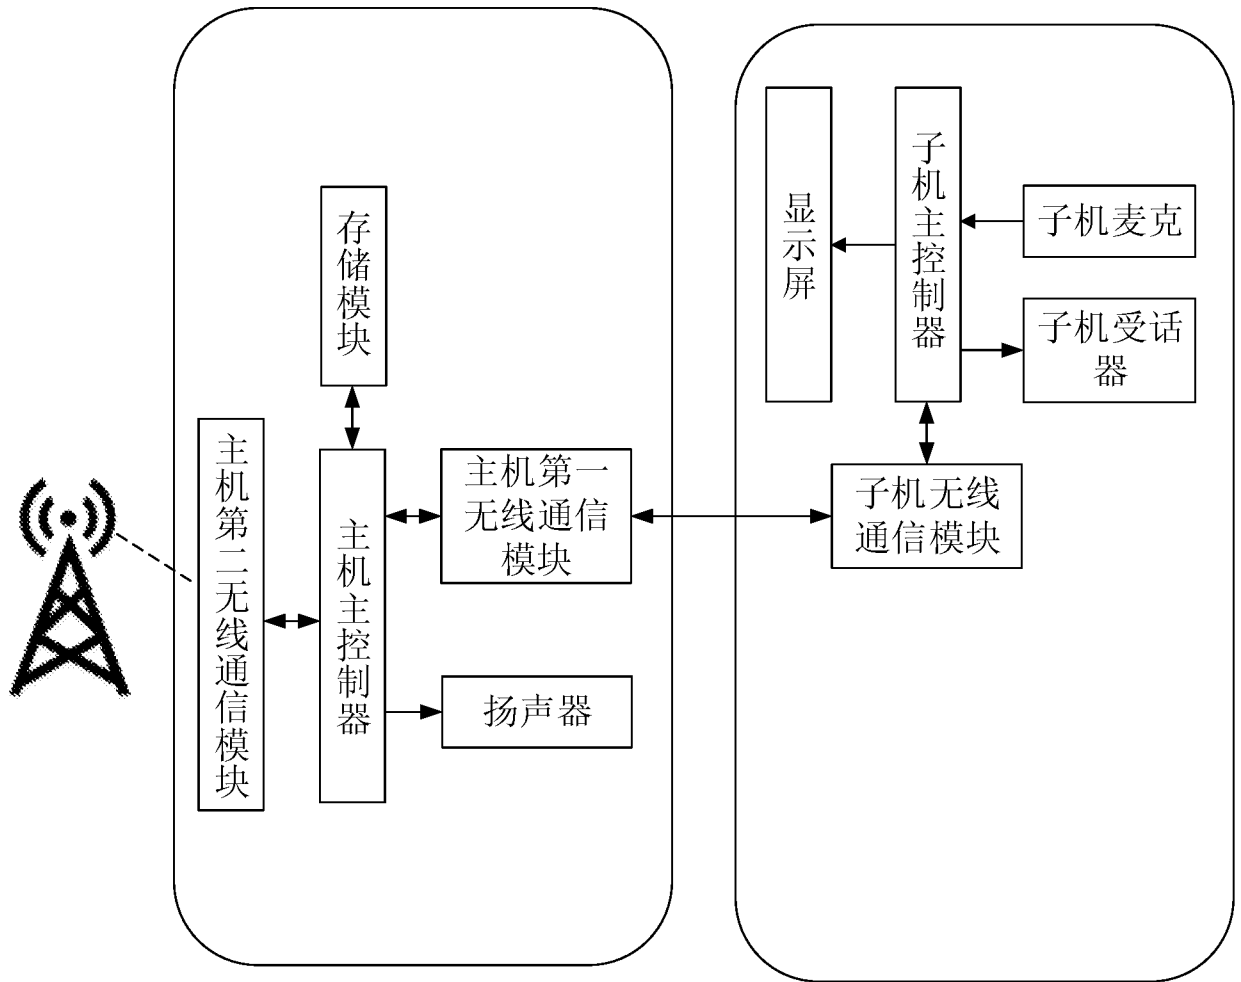 存储模块
主机第二无线通信模块
主机主控制器
主机第一
无线通信
模块
扬声器
显示屏
子机主控制器
子机麦克
子机受话
器
子机无线
通信模块